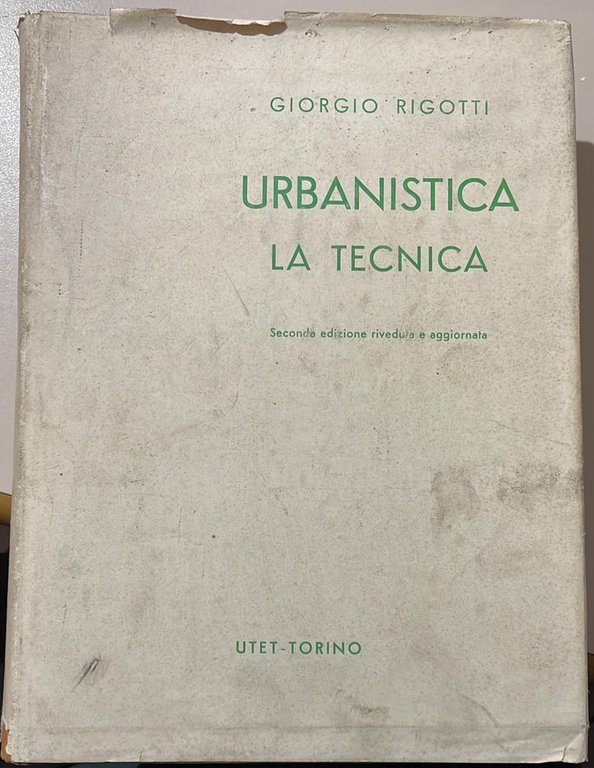 GIORGIO RIGOTTI
URBANISTICA
LA TECNICA
Seconda edizione riveduta e aggiornata
UTET-TORINO